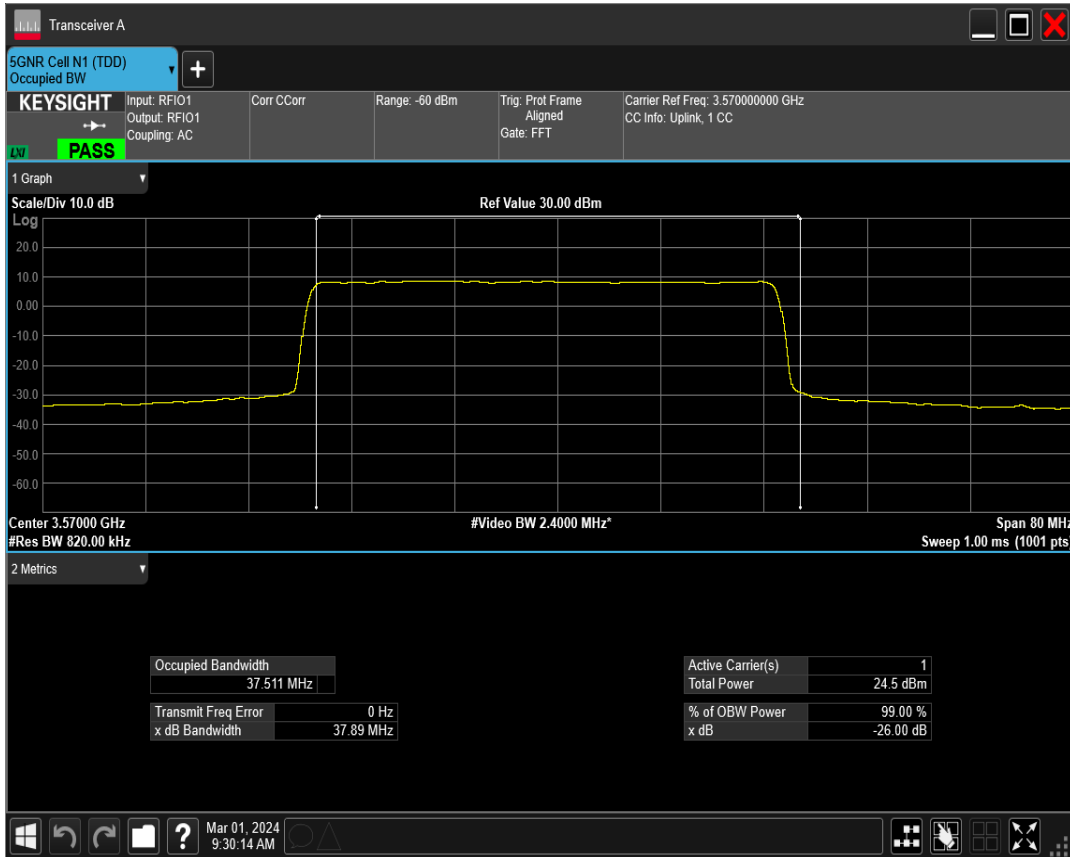 Transceiver A
5GNR Cell N1 (TDD)
Occupied BW
+
KEYSIGHT
LXI
PASS
Input: RFIO1
Output: RFIO1
Coupling: AC
Corr CCorr
Range: -60 dBm
Trig: Prot Frame
Aligned
Gate: FFT
Carrier Ref Freq: 3.570000000 GHz
CC Info: Uplink, 1 CC
1 Graph
Scale/Div 10.0 dB
Ref Value 30.00 dBm
Log
20.0
10.0
0.00
-10.0
-20.0
-30.0
-40.0
-50.0
-60.0
Center 3.57000 GHz
#Video BW 2.4000 MHz*
Span 80 MHz
#Res BW 820.00 kHz
Sweep 1.00 ms (1001 pts)
2 Metrics
Occupied Bandwidth
37.511 MHz
Transmit Freq Error 0 Hz
x dB Bandwidth 37.89 MHz
Active Carrier(s) 1
Total Power 24.5 dBm
% of OBW Power 99.00 %
x dB -26.00 dB
?
Mar 01, 2024
9:30:14 AM